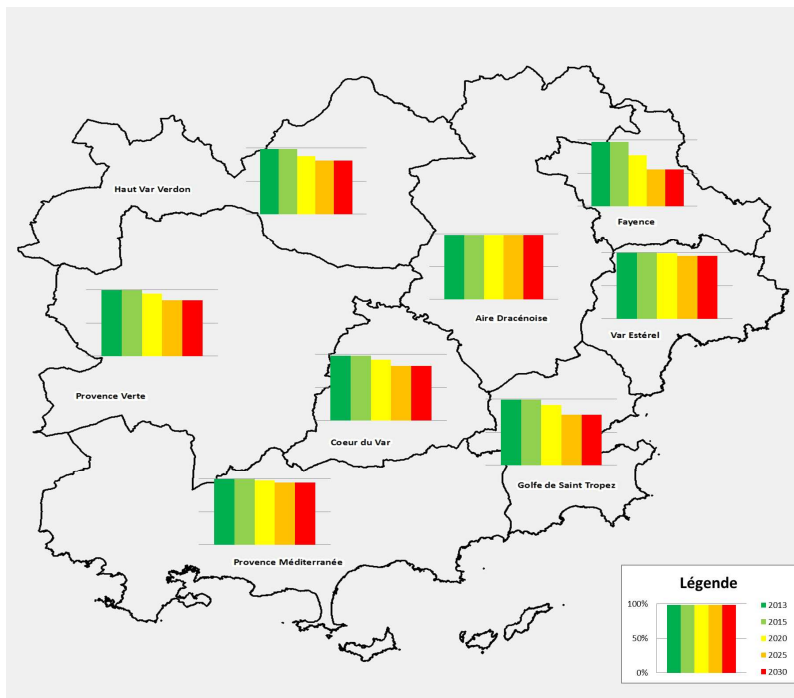 Haut Var Verdon
Fayence
Aire Dracénoise
Var Estérel
Provence Verte
Coeur du Var
Golfe de Saint Tropez
Provence Méditerranée
Légende
100%
50%
0%
2013
2015
2020
2025
2030